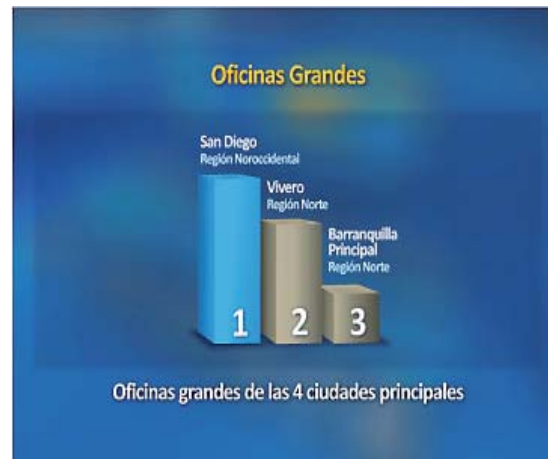 Oficinas Grandes
San Diego
Región Noroccidental
Vivero
Región Norte
Barranquilla
Principal
Región Norte
1
2
3
Oficinas grandes de las 4 ciudades principales